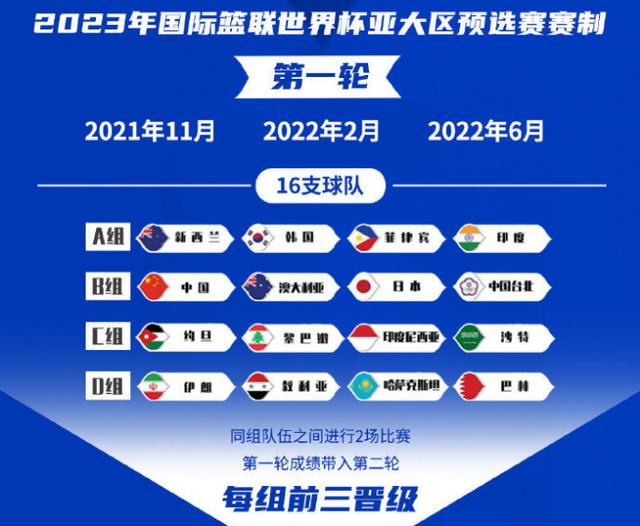 2023年国际篮联世界杯亚大区预选赛赛制
第一轮
2021年11月 2022年2月 2022年6月
16支球队
A组 新西兰 韩国 菲律宾 印度
B组 中国 澳大利亚 日本 中国台北
C组 约旦 黎巴嫩 印度尼西亚 沙特
D组 伊朗 叙利亚 哈萨克斯坦 巴林
同组队伍之间进行2场比赛
第一轮成绩带入第二轮
每组前三晋级